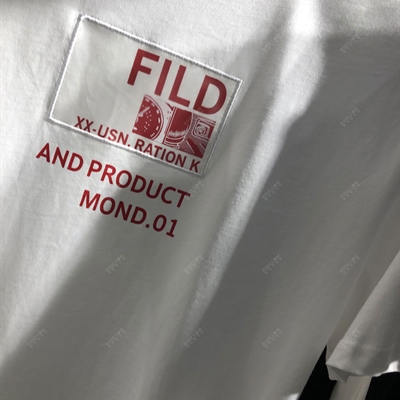 FILD
XX-USN. RATION K
AND PRODUCT
MOND.01